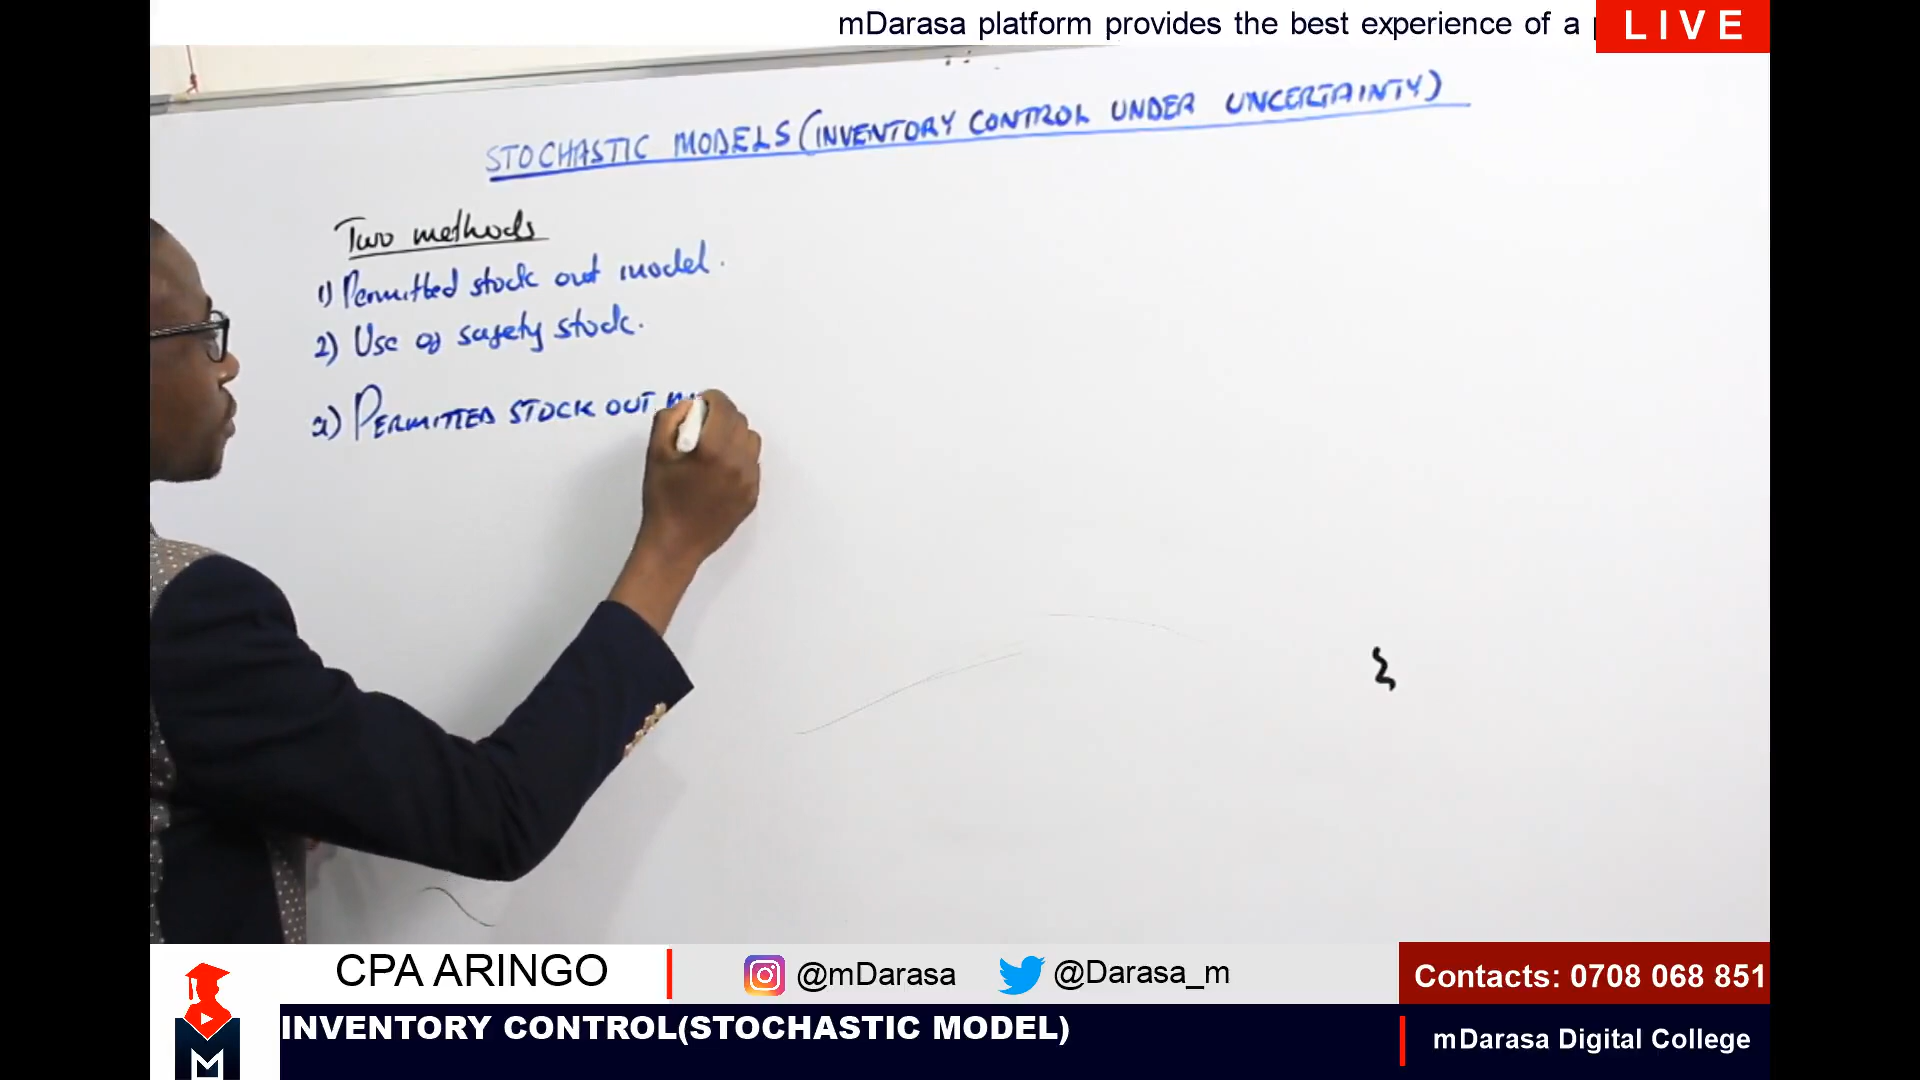 mDarasa platform provides the best experience of a
LIVE
STOCHASTIC MODELS (INVENTORY CONTROL UNDER UNCERTAINTY)
Two methods
1) Permitted stock out model.
2) Use of safety stock.
a) PERMITTED STOCK OUT
CPA ARINGO
@mDarasa
@Darasa_m
Contacts: 0708 068 851
M
INVENTORY CONTROL(STOCHASTIC MODEL)
mDarasa Digital College